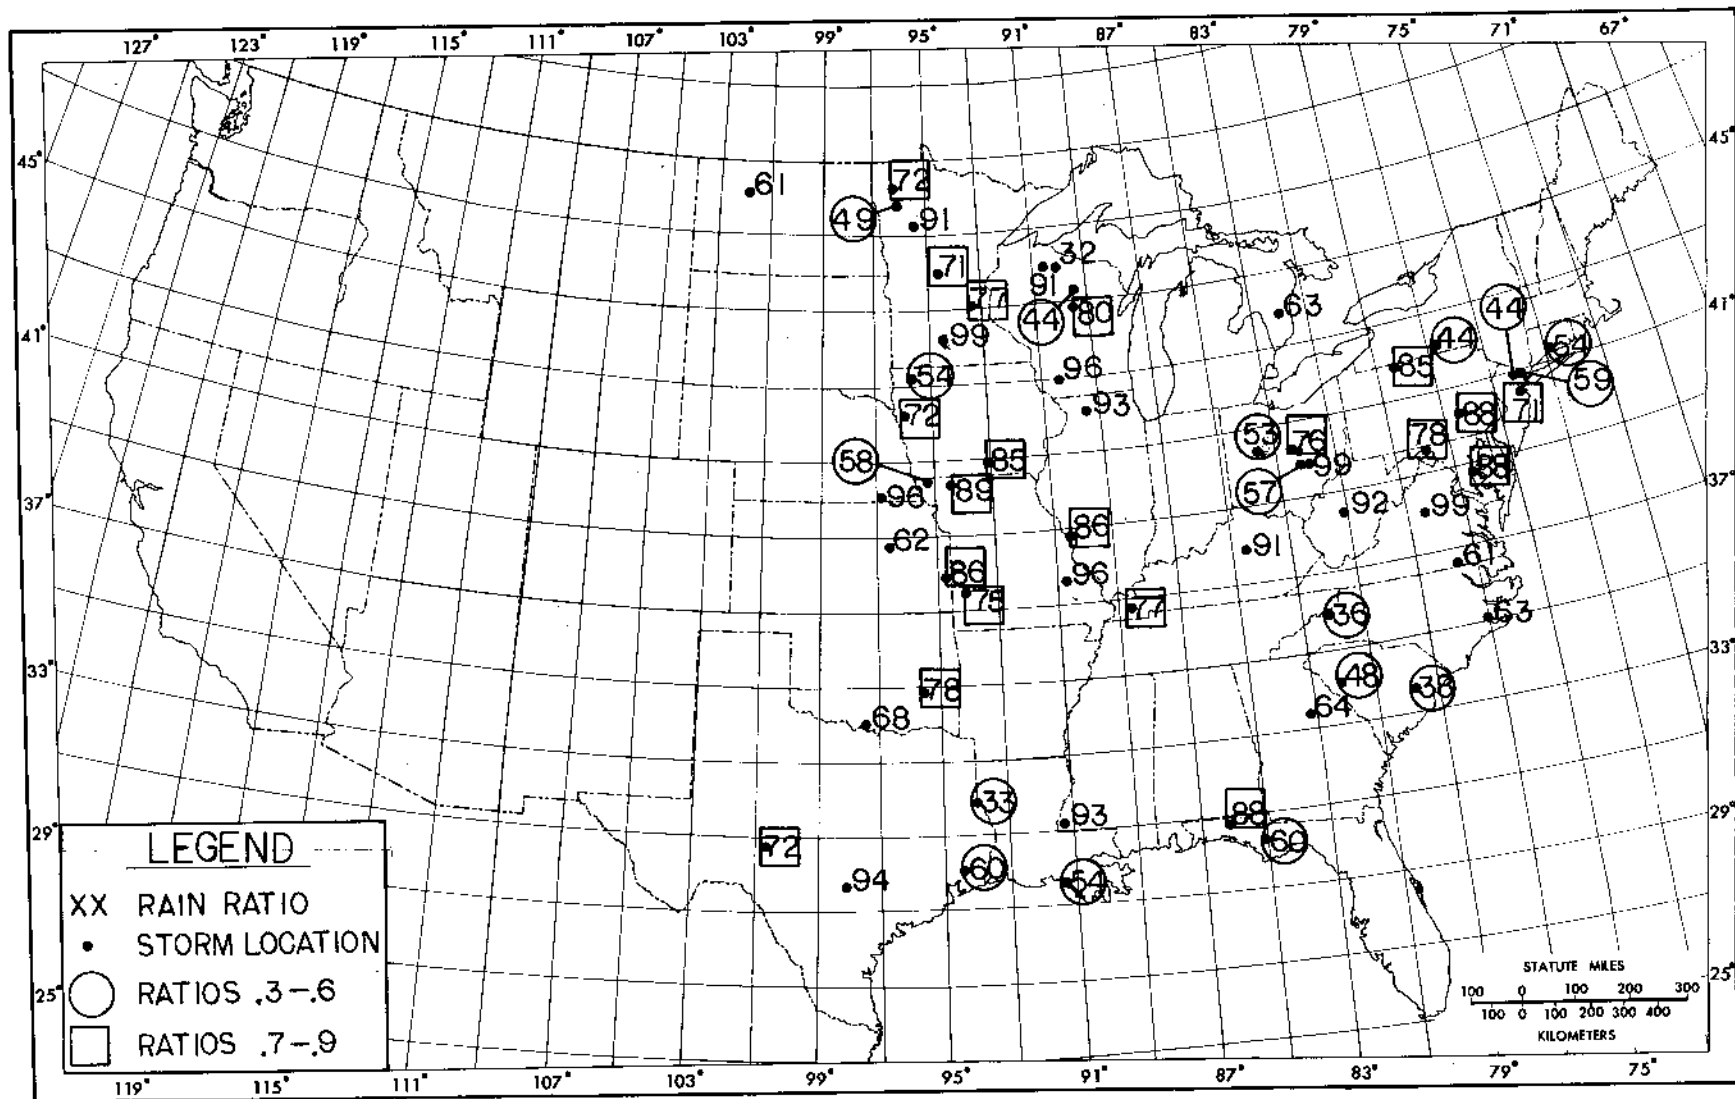 127° 123° 119° 115° 111° 107° 103° 99° 95° 91° 87° 83° 79° 75° 71° 67°
45° 45°
41° 41°
37° 37°
33° 33°
29° 29°
25° 25°
61 72
49 91
71 32
91
77 80 63
44 44
99 44 54
54 96 85 59
72 93 88 71
53 76 78
58 85 99 88
96 89 57 92 99
62 86 91 61
86 96
75 77 36 53
78 48 38
68 64
33 93 88
72 60 60
94 54
LEGEND
XX RAIN RATIO
• STORM LOCATION
RATIOS .3–.6
RATIOS .7–.9
STATUTE MILES
100 0 100 200 300
100 0 100 200 300 400
KILOMETERS
119° 115° 111° 107° 103° 99° 95° 91° 87° 83° 79° 75°